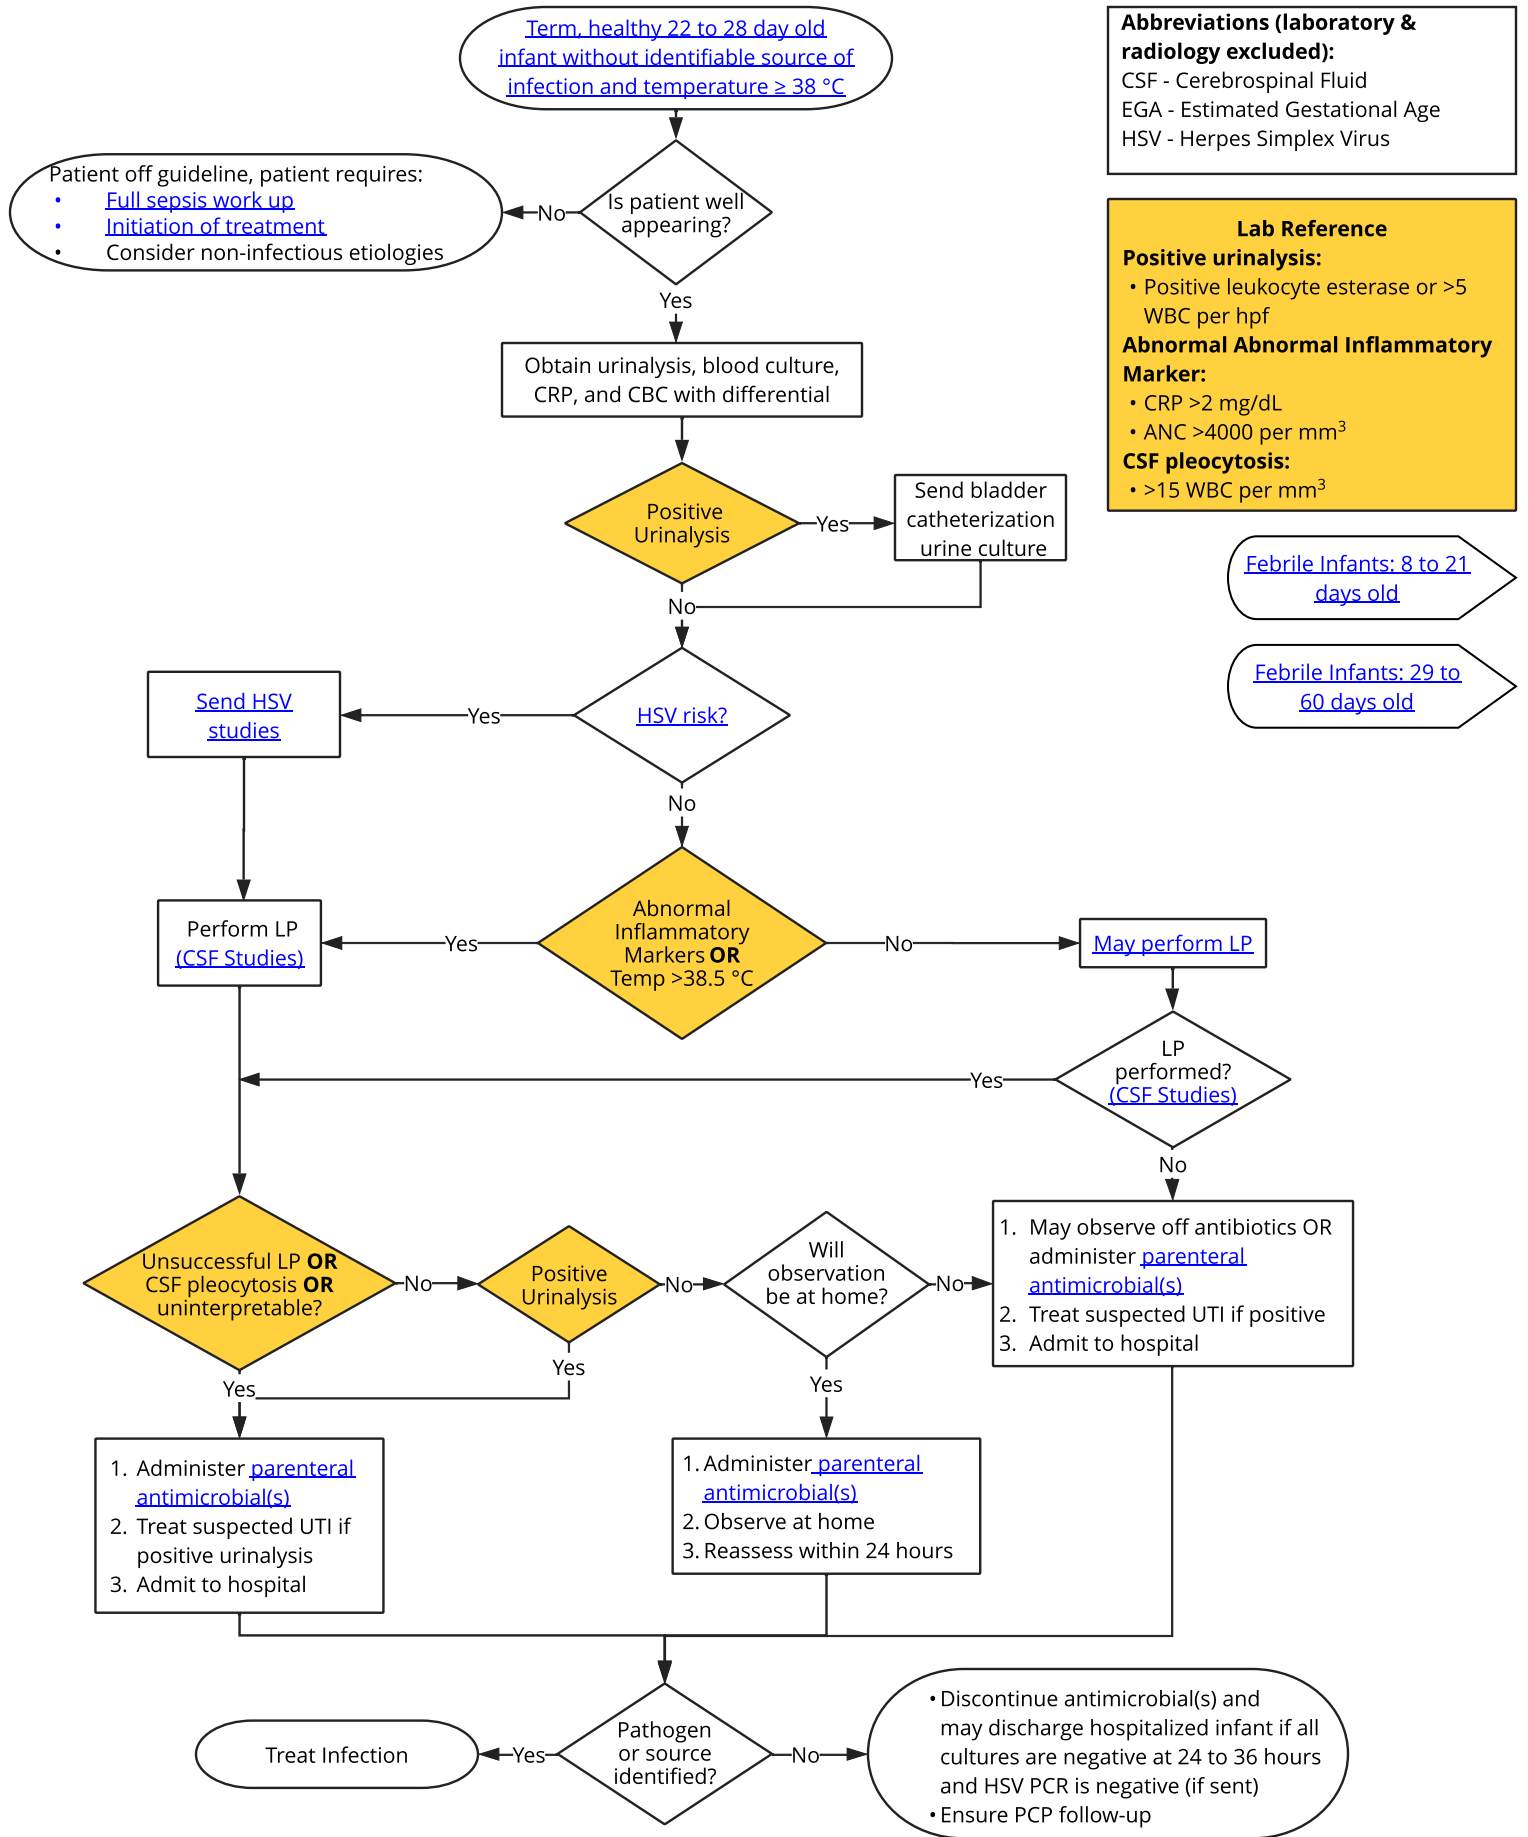 Term, healthy 22 to 28 day old
infant without identifiable source of
infection and temperature ≥ 38 °C
Abbreviations (laboratory &
radiology excluded):
CSF - Cerebrospinal Fluid
EGA - Estimated Gestational Age
HSV - Herpes Simplex Virus
Patient off guideline, patient requires:
• Full sepsis work up
• Initiation of treatment
• Consider non-infectious etiologies
No
Is patient well
appearing?
Yes
Lab Reference
Positive urinalysis:
• Positive leukocyte esterase or >5
WBC per hpf
Abnormal Abnormal Inflammatory
Marker:
• CRP >2 mg/dL
• ANC >4000 per mm³
CSF pleocytosis:
• >15 WBC per mm³
Obtain urinalysis, blood culture,
CRP, and CBC with differential
Positive
Urinalysis
Yes
Send bladder
catheterization
urine culture
No
Febrile Infants: 8 to 21
days old
Febrile Infants: 29 to
60 days old
Send HSV
studies
Yes
HSV risk?
No
Perform LP
(CSF Studies)
Yes
Abnormal
Inflammatory
Markers OR
Temp >38.5 °C
No
May perform LP
LP
performed?
(CSF Studies)
Yes
No
Unsuccessful LP OR
CSF pleocytosis OR
uninterpretable?
No
Positive
Urinalysis
No
Will
observation
be at home?
No
1. May observe off antibiotics OR
administer parenteral
antimicrobial(s)
2. Treat suspected UTI if positive
3. Admit to hospital
Yes
Yes
Yes
1. Administer parenteral
antimicrobial(s)
2. Treat suspected UTI if
positive urinalysis
3. Admit to hospital
1. Administer parenteral
antimicrobial(s)
2. Observe at home
3. Reassess within 24 hours
Treat Infection
Yes
Pathogen
or source
identified?
No
• Discontinue antimicrobial(s) and
may discharge hospitalized infant if all
cultures are negative at 24 to 36 hours
and HSV PCR is negative (if sent)
• Ensure PCP follow-up